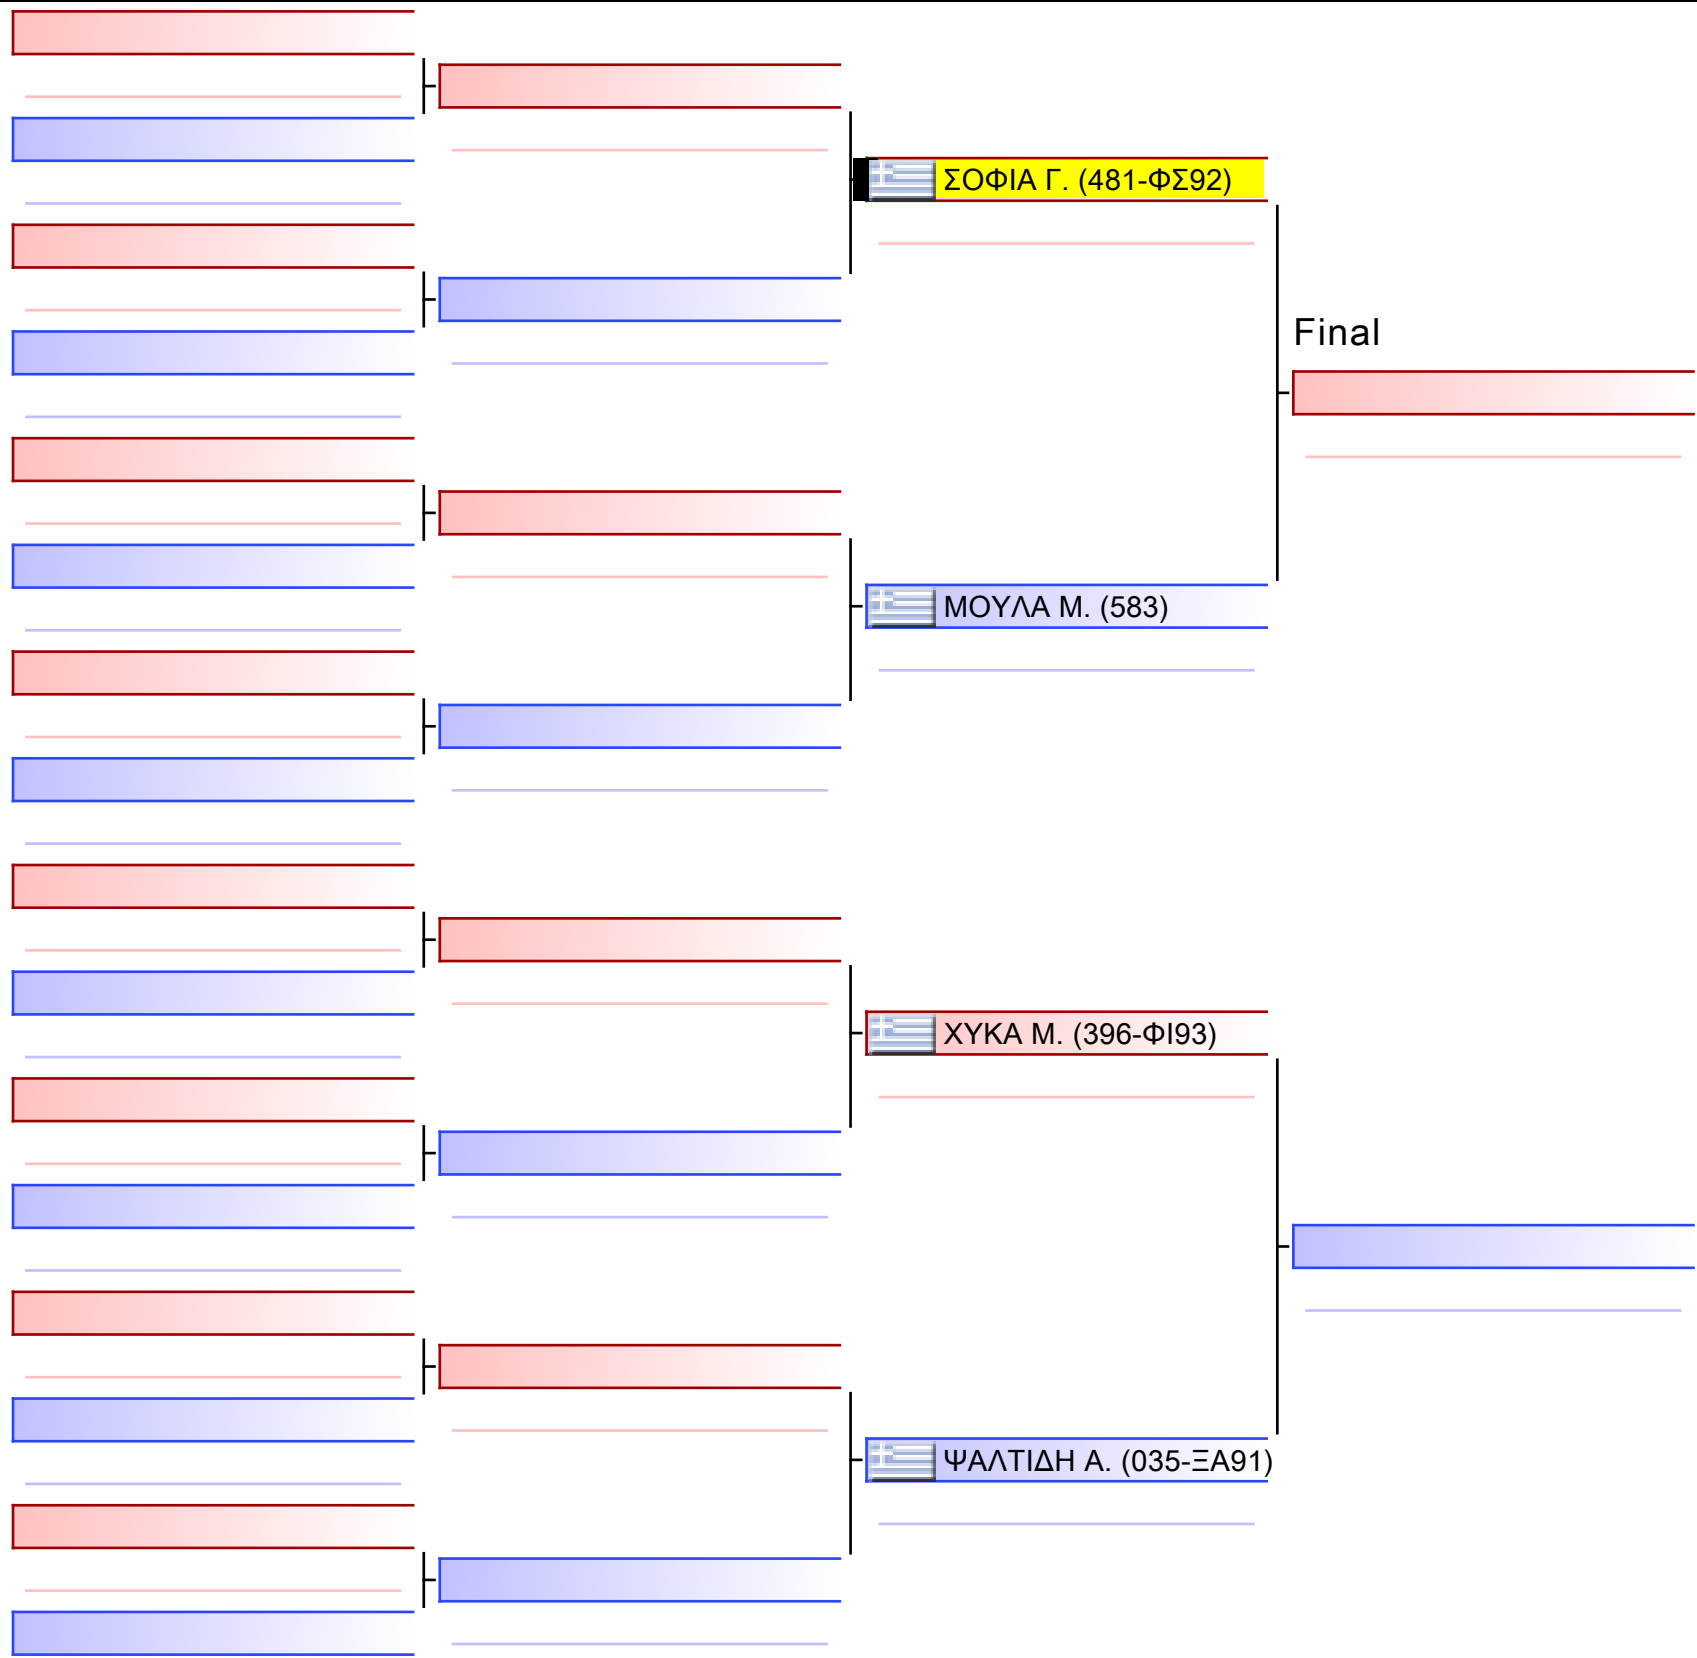 ΣΟΦΙΑ Γ. (481-ΦΣ92)
Final
ΜΟΥΛΑ Μ. (583)
ΧΥΚΑ Μ. (396-ΦΙ93)
ΨΑΛΤΙΔΗ Α. (035-ΞΑ91)